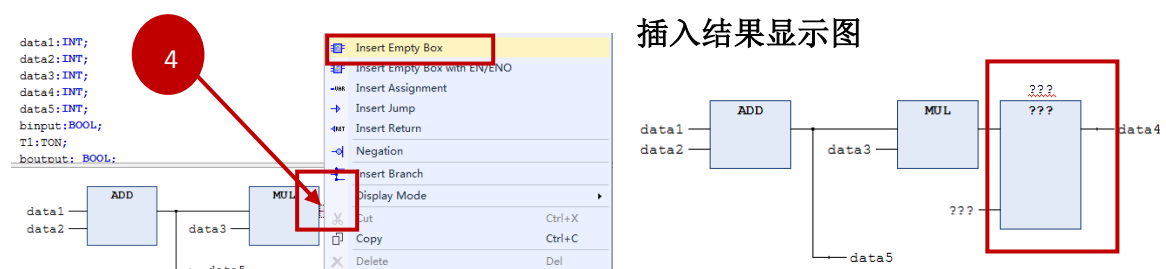 data1:INT;
data2:INT;
data3:INT;
data4:INT;
data5:INT;
binput:BOOL;
T1:TON;
boutput: BOOL;
4
ADD
data1
data2
MUL
data3
data5
Insert Empty Box
Insert Empty Box with EN/ENO
Insert Assignment
Insert Jump
Insert Return
Negation
Insert Branch
Display Mode
Cut Ctrl+X
Copy Ctrl+C
Delete Del
插入结果显示图
ADD
data1
data2
MUL
data3
???
???
data4
???
data5